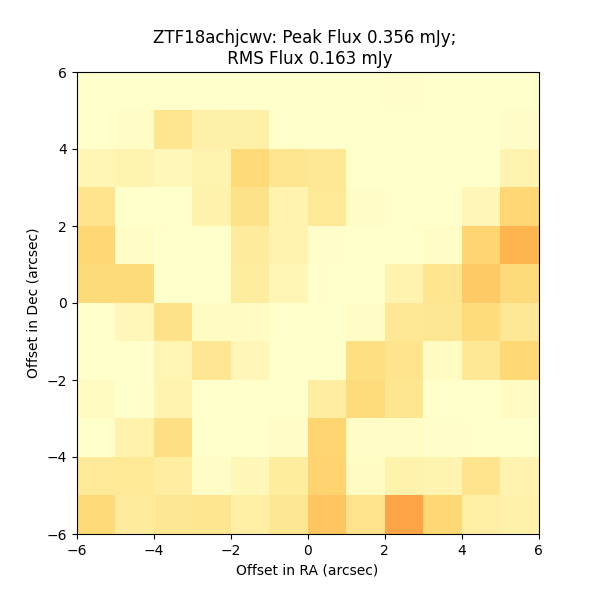 ZTF18achjcwv: Peak Flux 0.356 mJy;
RMS Flux 0.163 mJy
6
4
2
0
−2
−4
−6
Offset in Dec (arcsec)
−6 −4 −2 0 2 4 6
Offset in RA (arcsec)